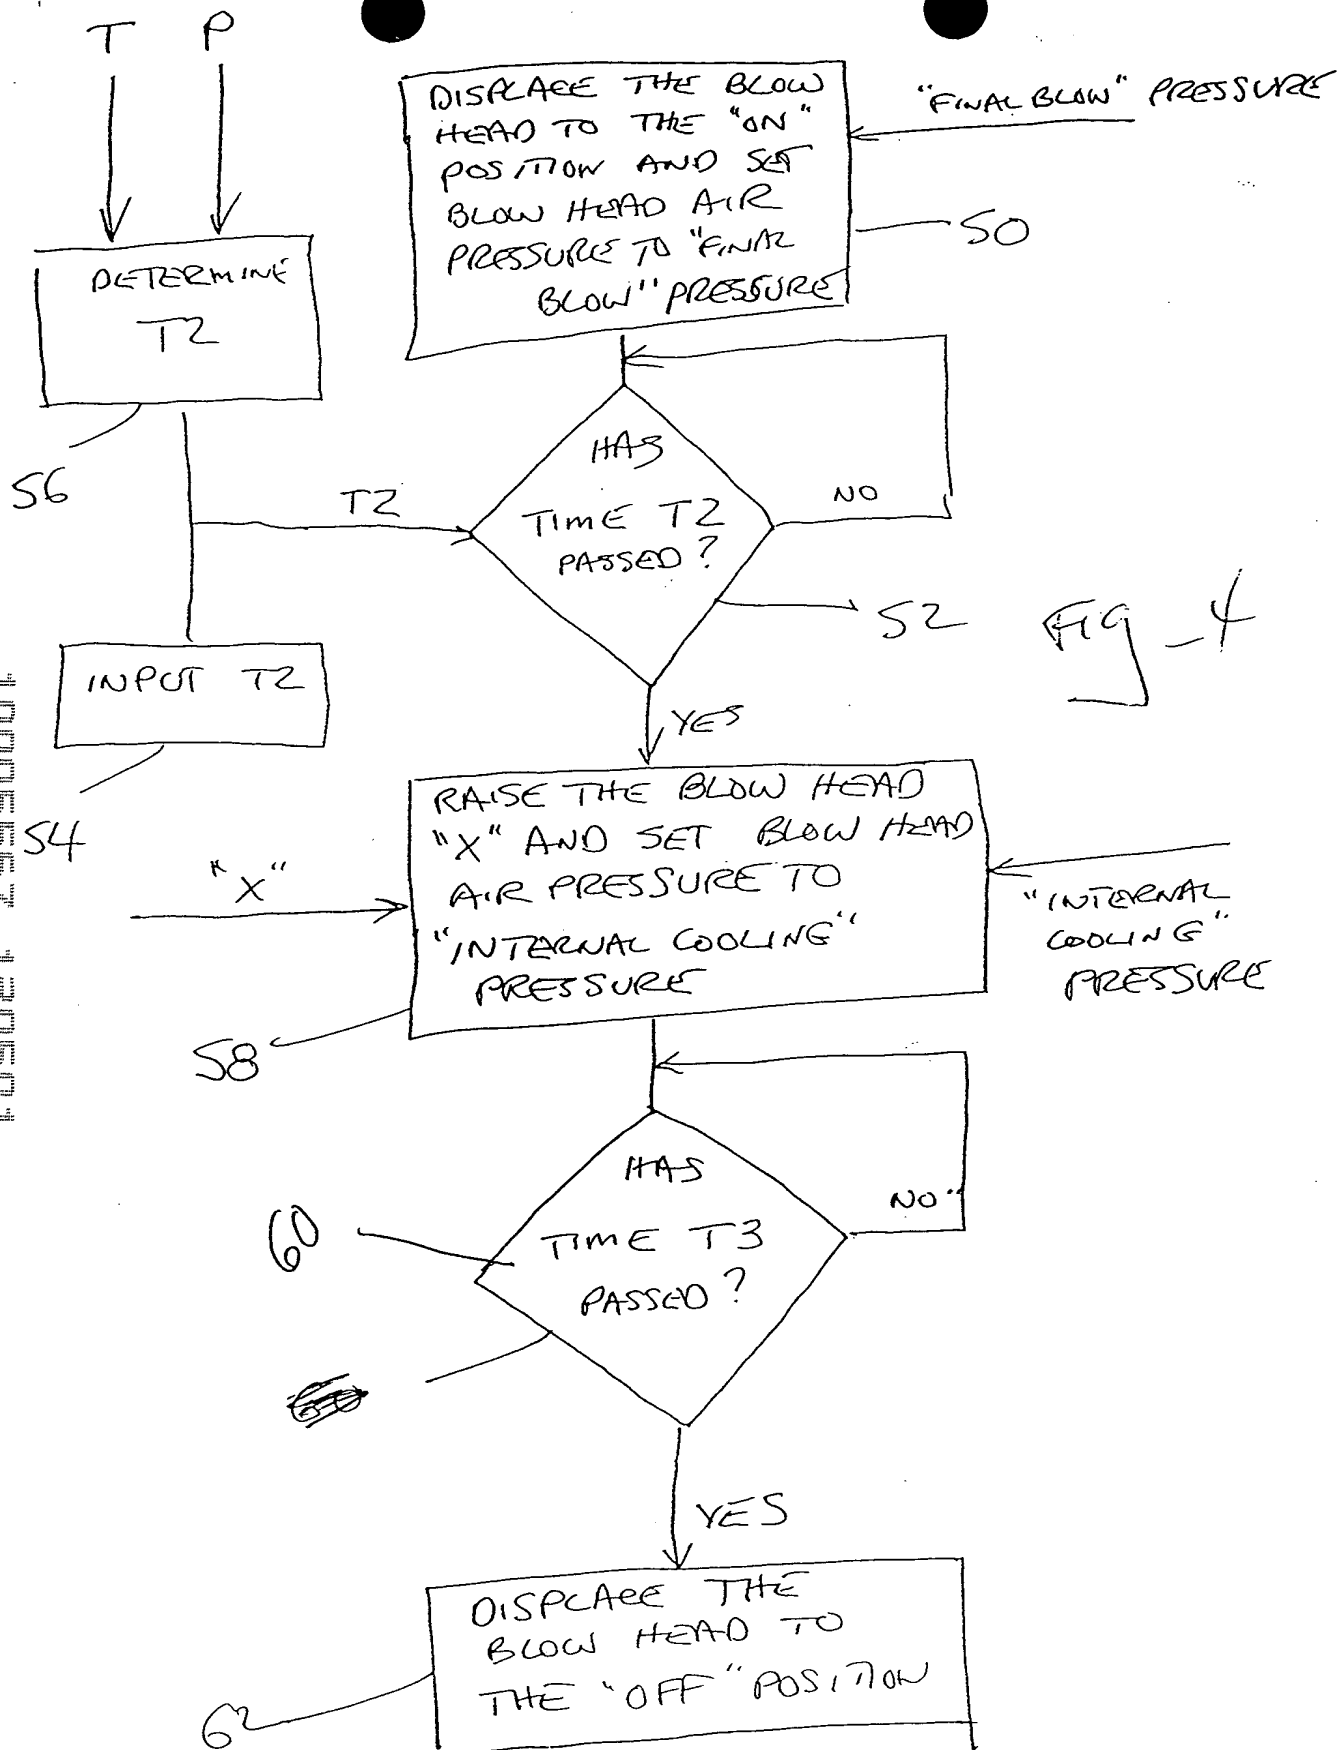 T P
DISPLACE THE BLOW
HEAD TO THE "ON"
POSITION AND SET
BLOW HEAD AIR
PRESSURE TO "FINAL
BLOW" PRESSURE
"FINAL BLOW" PRESSURE
50
DETERMINE
T2
56
T2
HAS
TIME T2
PASSED?
NO
52
Fig_4
INPUT T2
54
YES
RAISE THE BLOW HEAD
"X" AND SET BLOW HEAD
AIR PRESSURE TO
"INTERNAL COOLING"
PRESSURE
"X"
"INTERNAL
COOLING"
PRESSURE
58
HAS
TIME T3
PASSED?
NO"
60
YES
DISPLACE THE
BLOW HEAD TO
THE "OFF" POSITION
62